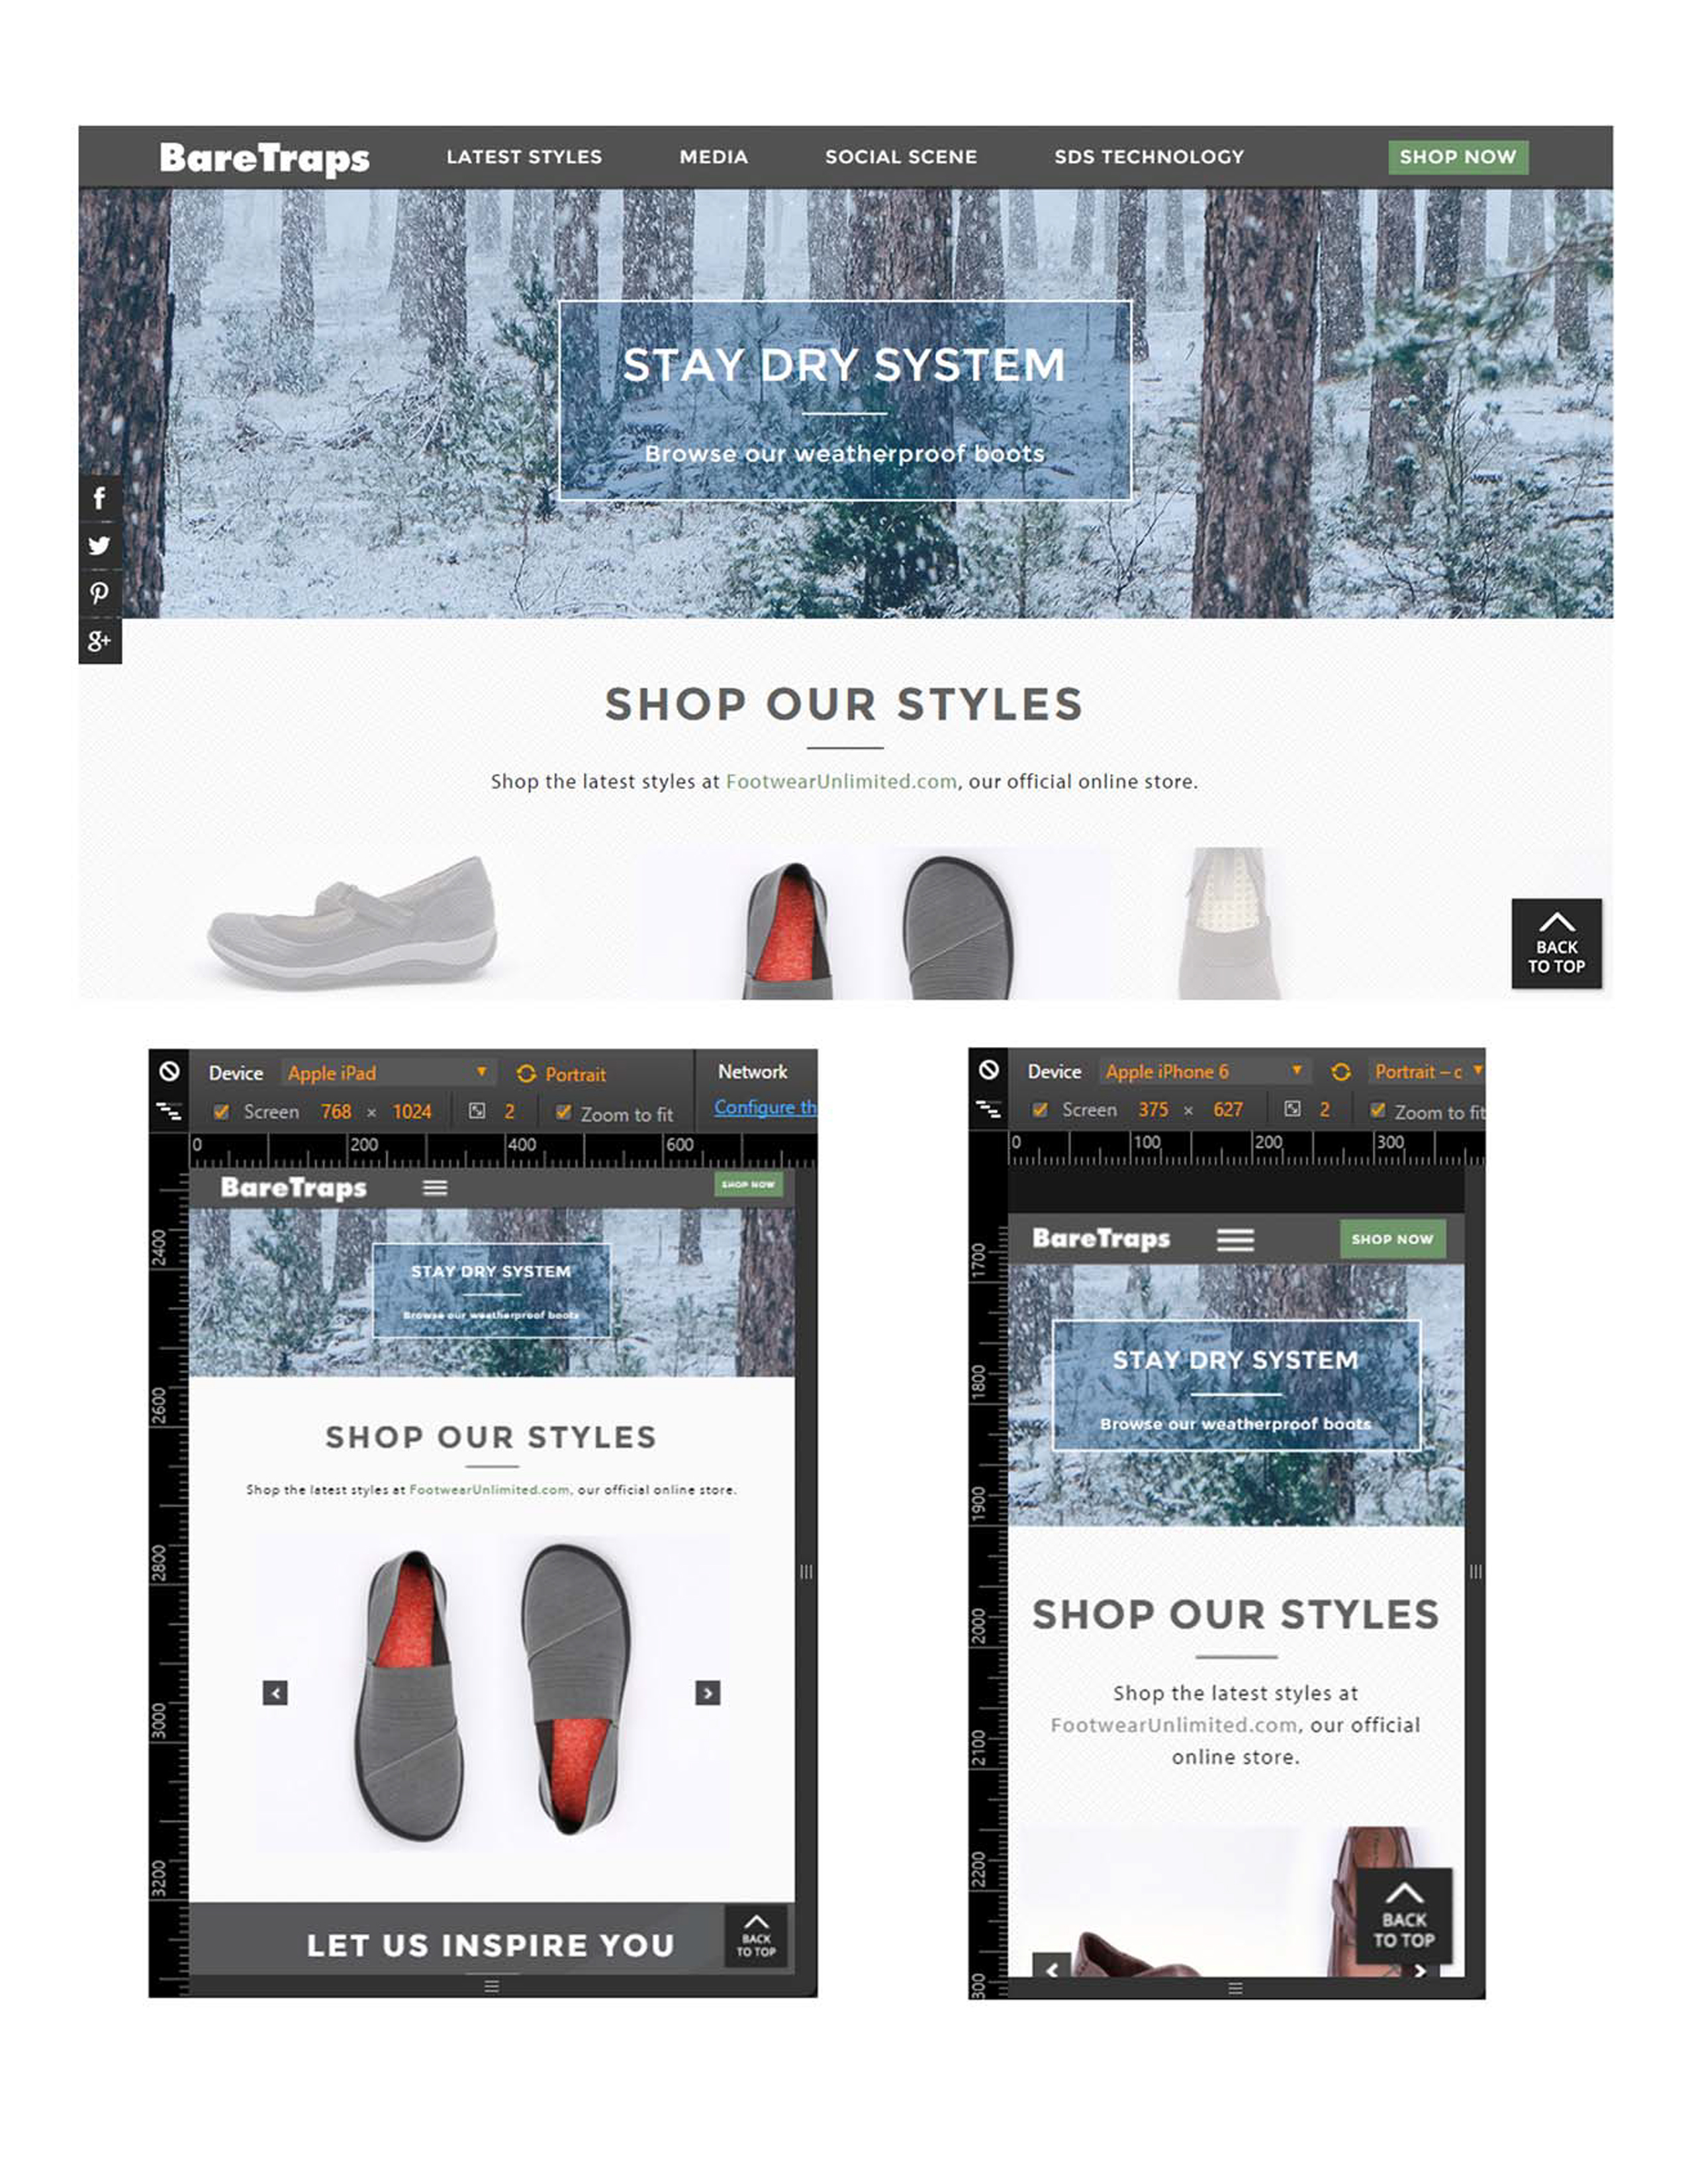 BareTraps LATEST STYLES MEDIA SOCIAL SCENE SDS TECHNOLOGY SHOP NOW
STAY DRY SYSTEM
Browse our weatherproof boots
f
g+
SHOP OUR STYLES
Shop the latest styles at FootwearUnlimited.com, our official online store.
BACK
TO TOP
Device Apple iPad Portrait Network
Screen 768 × 1024 2 Zoom to fit Configure th
0 200 400 600
BareTraps SHOP NOW
2400
STAY DRY SYSTEM
Browse our weatherproof boots
2600
SHOP OUR STYLES
Shop the latest styles at FootwearUnlimited.com, our official online store.
2800
3000
3200
LET US INSPIRE YOU
BACK
TO TOP
Device Apple iPhone 6 Portrait – c
Screen 375 × 627 2 Zoom to fit
0 100 200 300
BareTraps SHOP NOW
1700
STAY DRY SYSTEM
1800
Browse our weatherproof boots
1900
SHOP OUR STYLES
2000
Shop the latest styles at
FootwearUnlimited.com, our official
2100
online store.
2200
BACK
TO TOP
300